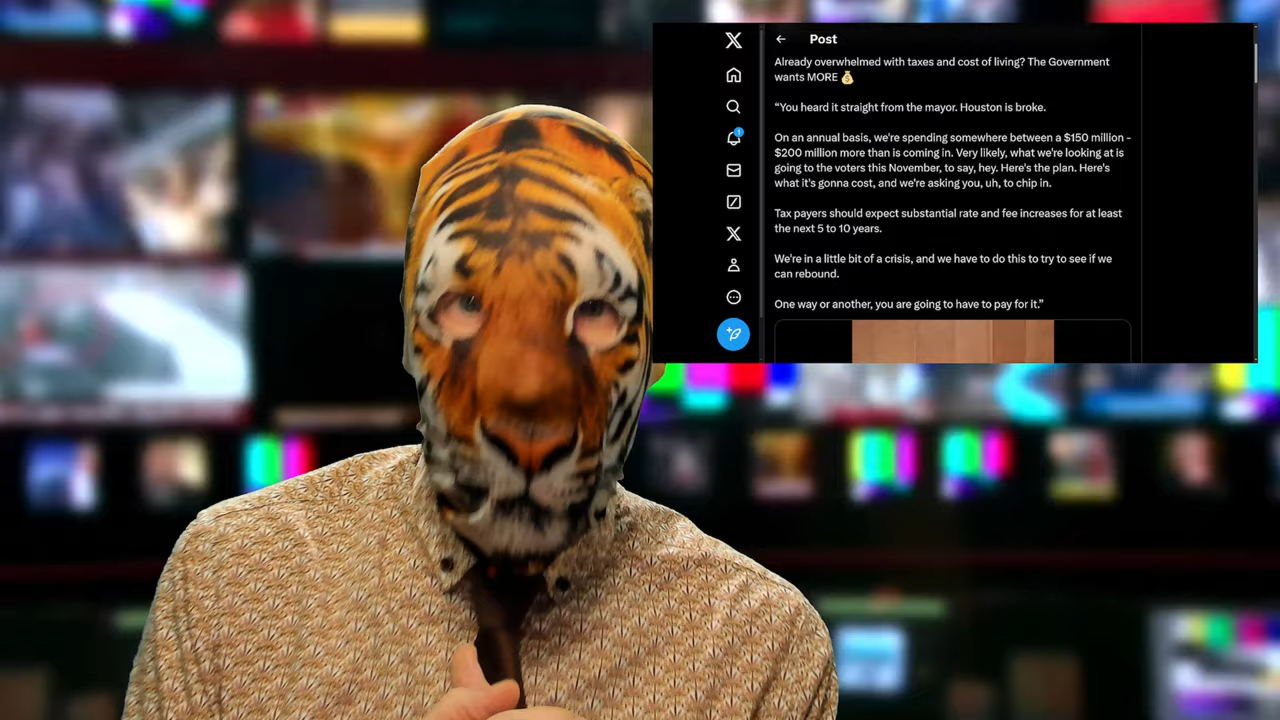 Post
Already overwhelmed with taxes and cost of living? The Government
wants MORE 💰
“You heard it straight from the mayor. Houston is broke.
On an annual basis, we're spending somewhere between a $150 million -
$200 million more than is coming in. Very likely, what we're looking at is
going to the voters this November, to say, hey. Here's the plan. Here's
what it's gonna cost, and we're asking you, uh, to chip in.
Tax payers should expect substantial rate and fee increases for at least
the next 5 to 10 years.
We're in a little bit of a crisis, and we have to do this to try to see if we
can rebound.
One way or another, you are going to have to pay for it.”